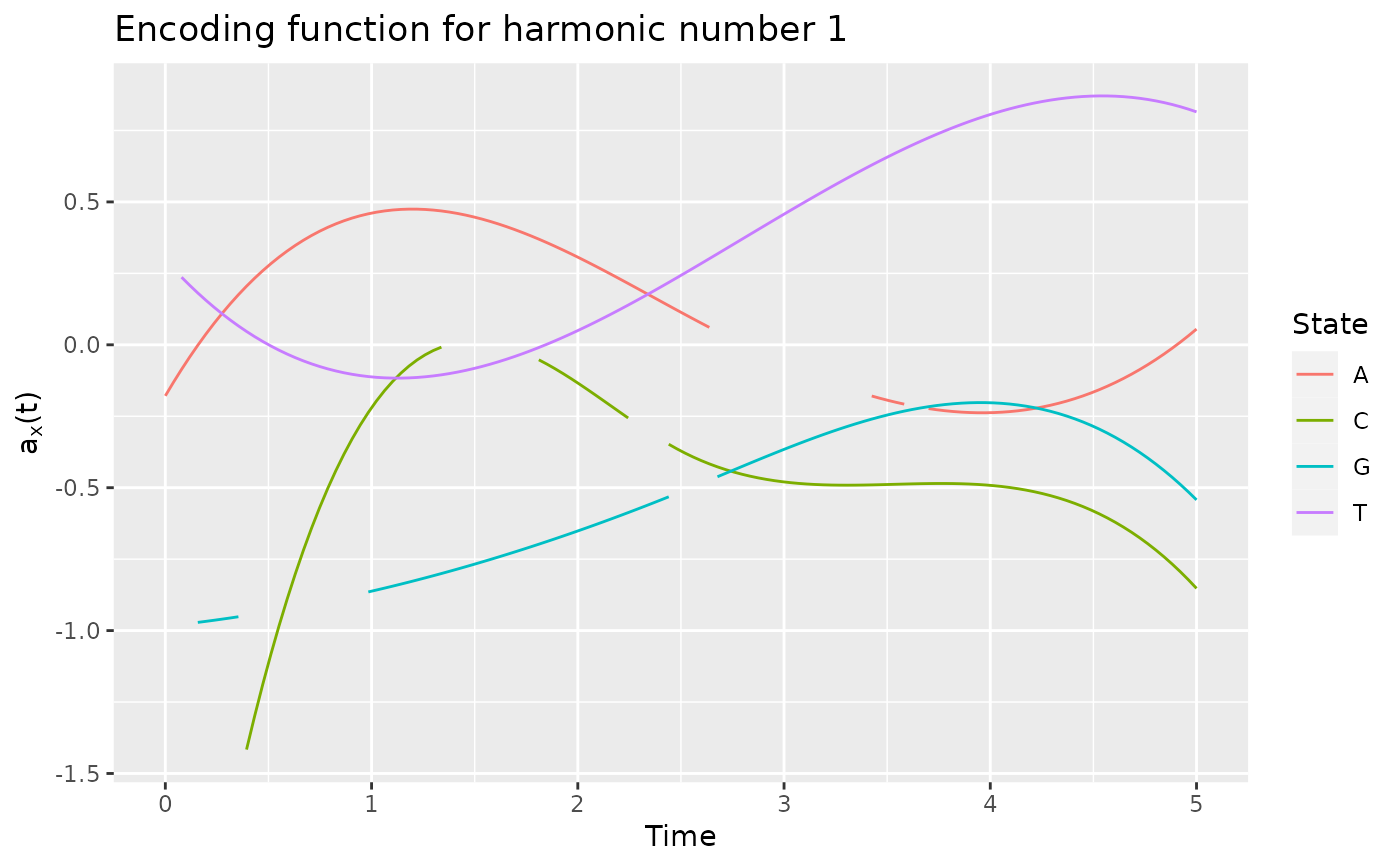 Encoding function for harmonic number 1
0.5
0.0
-0.5
-1.0
-1.5
aₓ(t)
0 1 2 3 4 5
Time
State
A
C
G
T